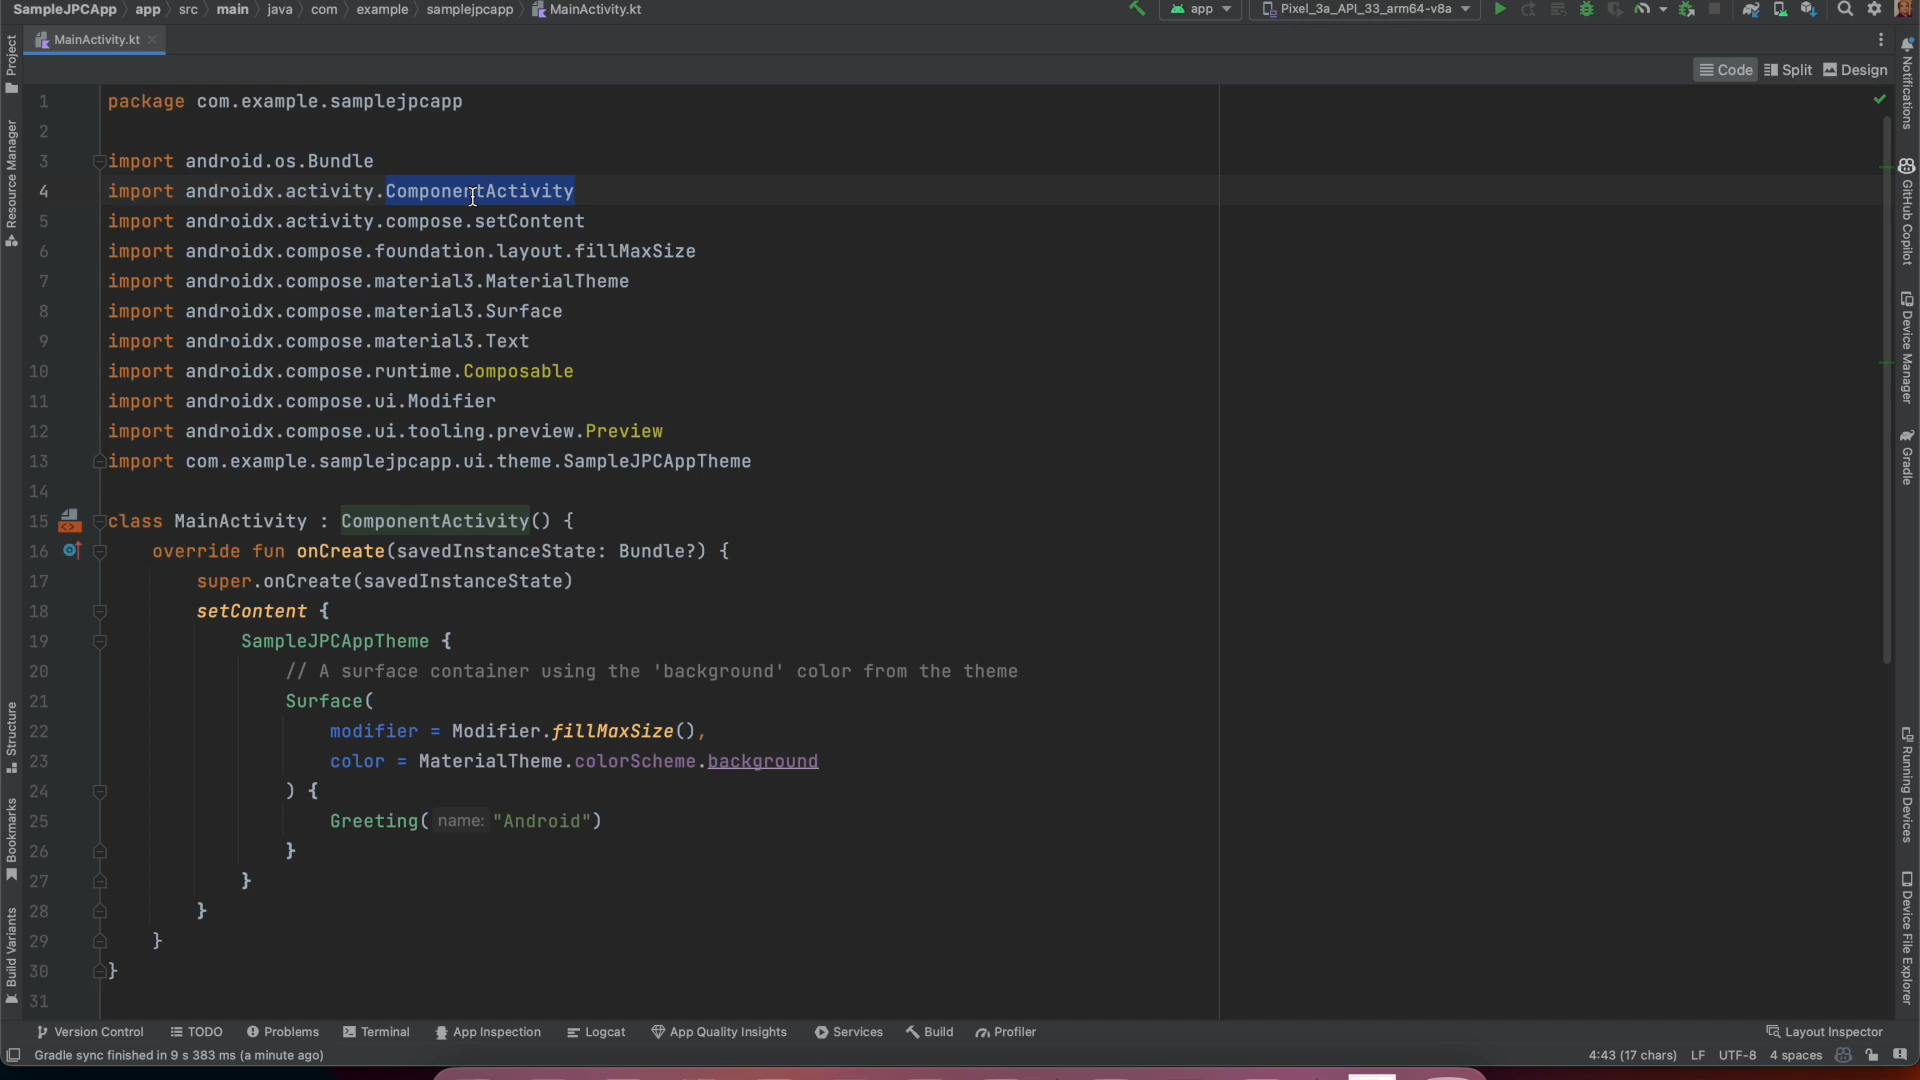 SampleJPCApp app src main java com example samplejpcapp MainActivity.kt app Pixel_3a_API_33_arm64-v8a
MainActivity.kt
Code Split Design
Project
Resource Manager
Structure
Bookmarks
Build Variants
1 package com.example.samplejpcapp
2
3 import android.os.Bundle
4 import androidx.activity.ComponentActivity
5 import androidx.activity.compose.setContent
6 import androidx.compose.foundation.layout.fillMaxSize
7 import androidx.compose.material3.MaterialTheme
8 import androidx.compose.material3.Surface
9 import androidx.compose.material3.Text
10 import androidx.compose.runtime.Composable
11 import androidx.compose.ui.Modifier
12 import androidx.compose.ui.tooling.preview.Preview
13 import com.example.samplejpcapp.ui.theme.SampleJPCAppTheme
14
15 class MainActivity : ComponentActivity() {
16 override fun onCreate(savedInstanceState: Bundle?) {
17 super.onCreate(savedInstanceState)
18 setContent {
19 SampleJPCAppTheme {
20 // A surface container using the 'background' color from the theme
21 Surface(
22 modifier = Modifier.fillMaxSize(),
23 color = MaterialTheme.colorScheme.background
24 ) {
25 Greeting( name: "Android")
26 }
27 }
28 }
29 }
30 }
31
Notifications
GitHub Copilot
Device Manager
Gradle
Running Devices
Device File Explorer
Version Control TODO Problems Terminal App Inspection Logcat App Quality Insights Services Build Profiler Layout Inspector
Gradle sync finished in 9 s 383 ms (a minute ago) 4:43 (17 chars) LF UTF-8 4 spaces